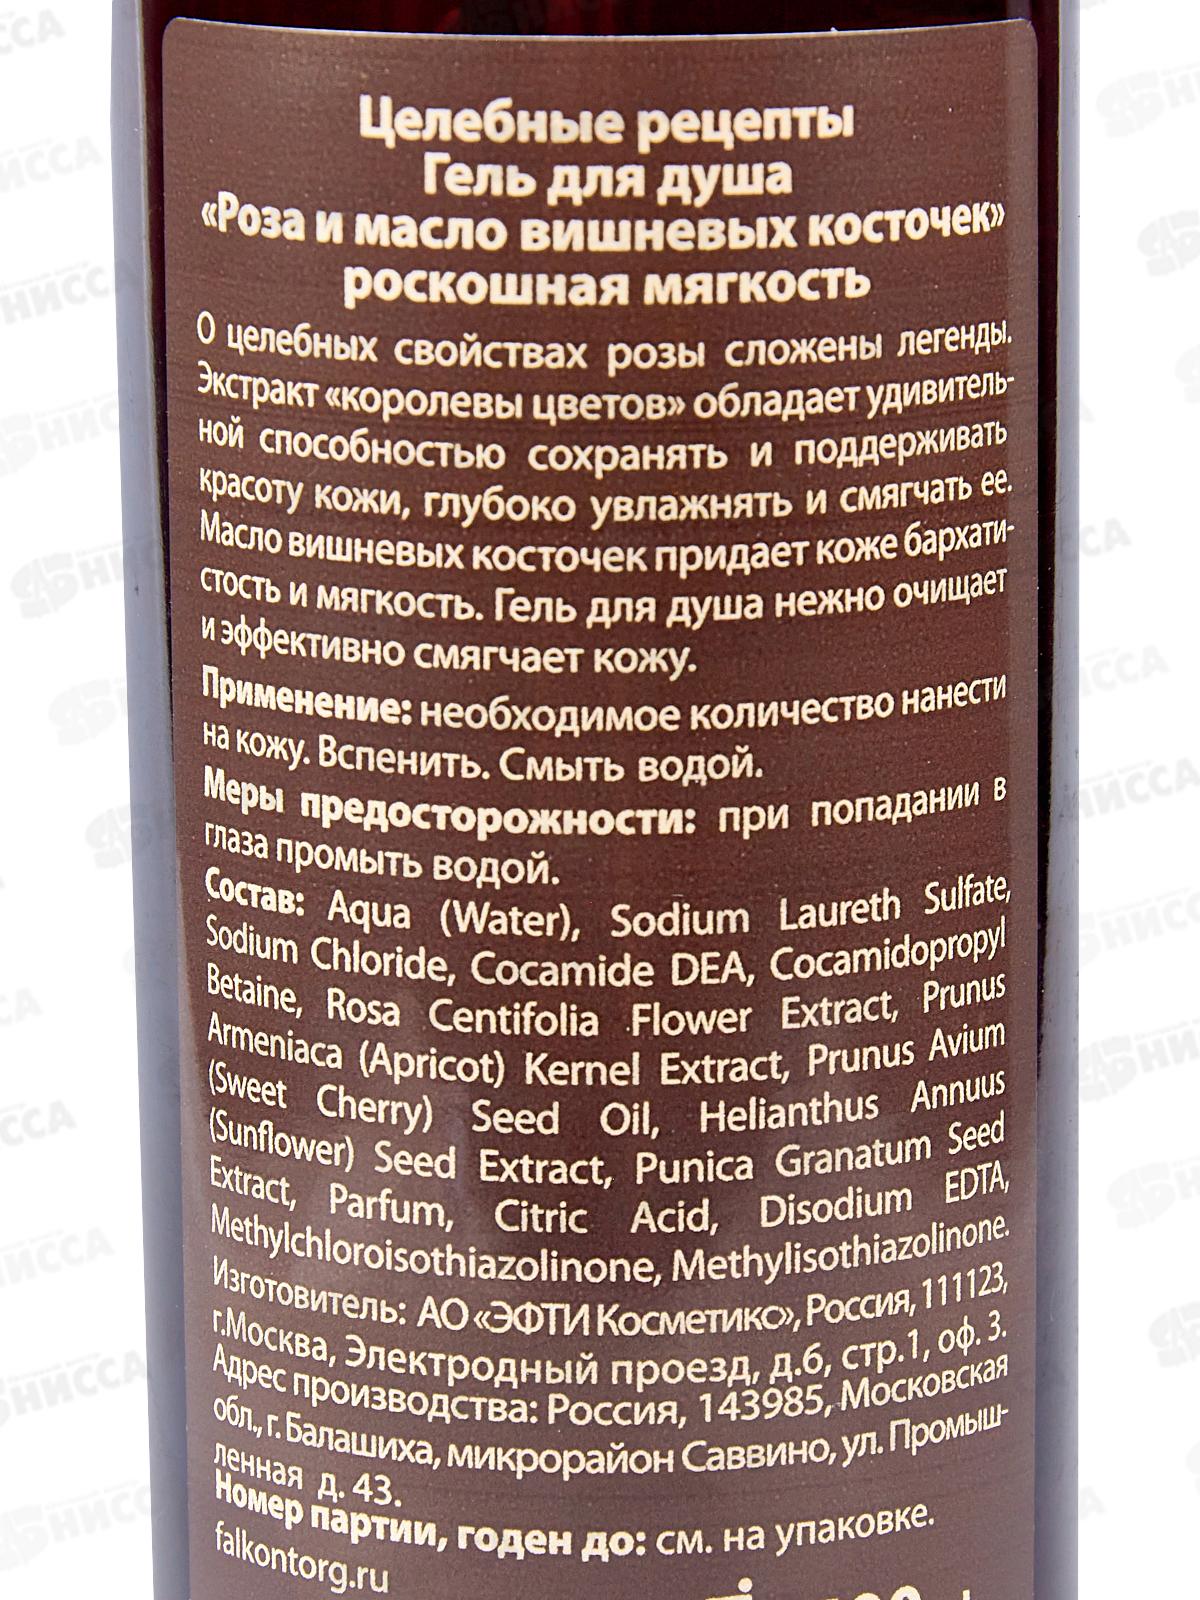 Целебные рецепты
Гель для душа
«Роза и масло вишневых косточек»
роскошная мягкость
О целебных свойствах розы сложены легенды.
Экстракт «королевы цветов» обладает удивитель-
ной способностью сохранять и поддерживать
красоту кожи, глубоко увлажнять и смягчать ее.
Масло вишневых косточек придает коже бархати-
стость и мягкость. Гель для душа нежно очищает
и эффективно смягчает кожу.
Применение: необходимое количество нанести
на кожу. Вспенить. Смыть водой.
Меры предосторожности: при попадании в
глаза промыть водой.
Состав: Aqua (Water), Sodium Laureth Sulfate,
Sodium Chloride, Cocamide DEA, Cocamidopropyl
Betaine, Rosa Centifolia Flower Extract, Prunus
Armeniaca (Apricot) Kernel Extract, Prunus Avium
(Sweet Cherry) Seed Oil, Helianthus Annuus
(Sunflower) Seed Extract, Punica Granatum Seed
Extract, Parfum, Citric Acid, Disodium EDTA,
Methylchloroisothiazolinone, Methylisothiazolinone.
Изготовитель: АО «ЭФТИ Косметикс», Россия, 111123,
г.Москва, Электродный проезд, д.6, стр.1, оф. 3.
Адрес производства: Россия, 143985, Московская
обл., г. Балашиха, микрорайон Саввино, ул. Промыш-
ленная д. 43.
Номер партии, годен до: см. на упаковке.
falkontorg.ru
НИССА